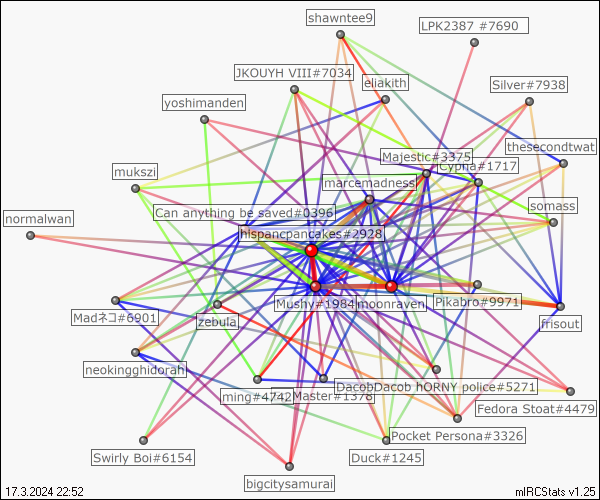 shawntee9
LPK2387 #7690
JKOUYH VIII#7034
eliakith
Silver#7938
yoshimanden
thesecondtwat
Majestic#3375
Cypha#1717
mukszi
marcemadness
somass
normalwan
Can anything be saved#0396
hispancpancakes#2928
Mushy#1984
moonraven
Pikabro#9971
Madネコ#6901
zebula
frisout
neokingghidorah
DacobDacob hORNY police#5271
ming#4742
Master#1378
Fedora Stoat#4479
Pocket Persona#3326
Swirly Boi#6154
Duck#1245
bigcitysamurai
17.3.2024 22:52
mIRCStats v1.25